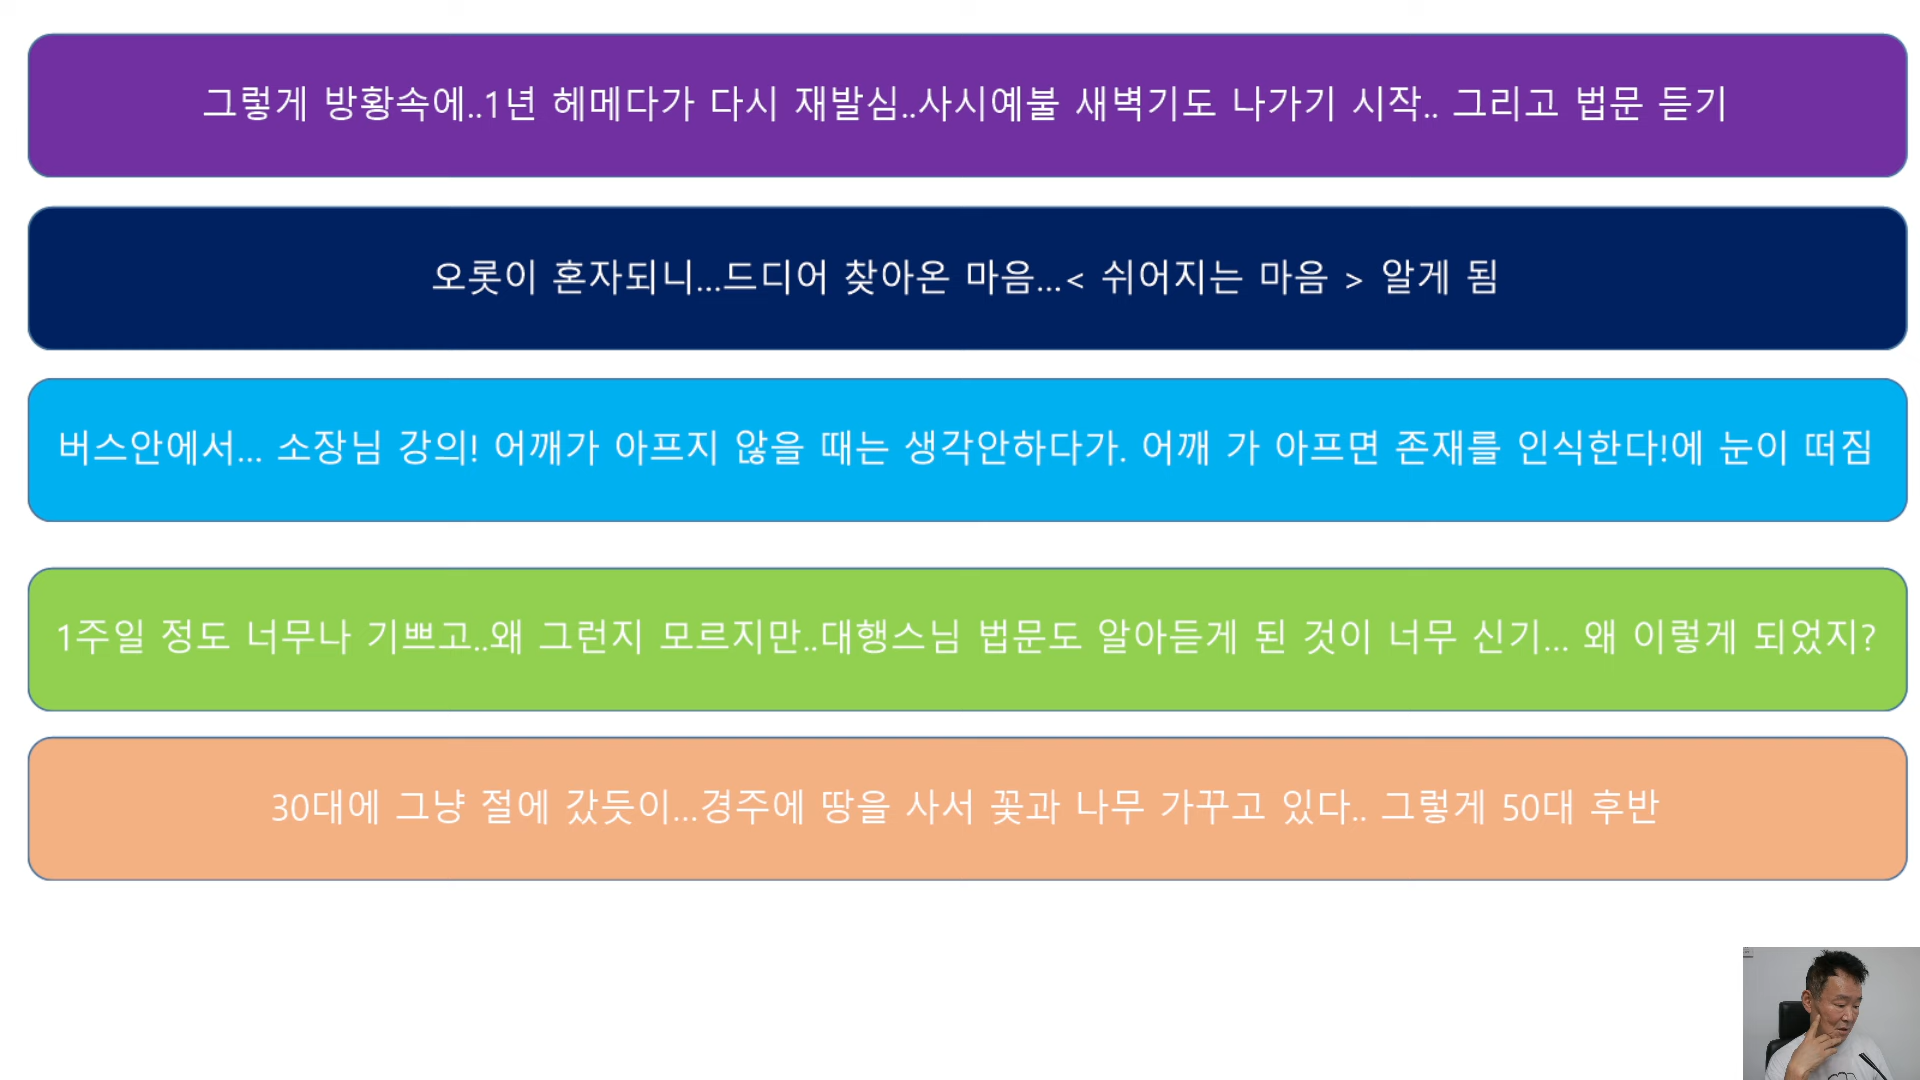 그렇게 방황속에..1년 헤메다가 다시 재발심..사시예불 새벽기도 나가기 시작.. 그리고 법문 듣기
오롯이 혼자되니...드디어 찾아온 마음...< 쉬어지는 마음 > 알게 됨
버스안에서... 소장님 강의! 어깨가 아프지 않을 때는 생각안하다가. 어깨 가 아프면 존재를 인식한다!에 눈이 떠짐
1주일 정도 너무나 기쁘고..왜 그런지 모르지만..대행스님 법문도 알아듣게 된 것이 너무 신기... 왜 이렇게 되었지?
30대에 그냥 절에 갔듯이...경주에 땅을 사서 꽃과 나무 가꾸고 있다.. 그렇게 50대 후반